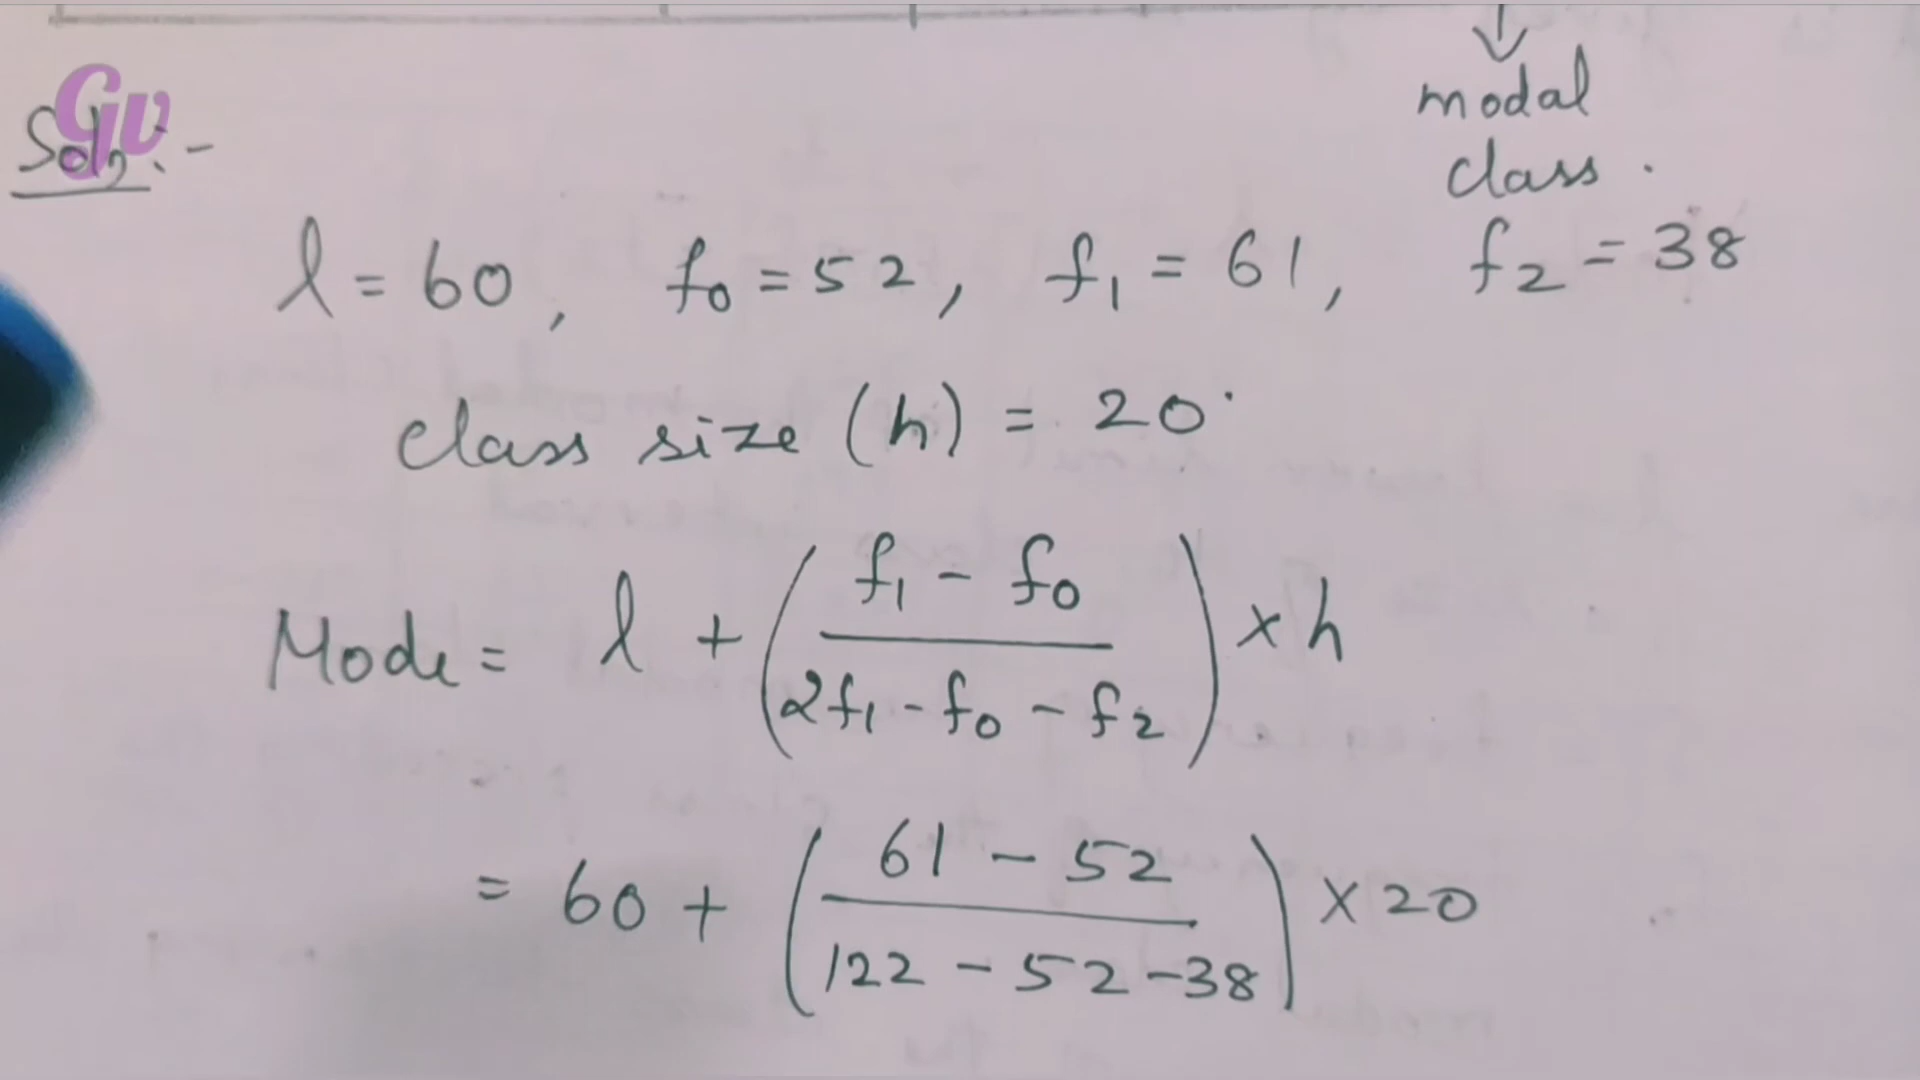 modal
class.
Gv
Soln:-
l = 60, f₀ = 52, f₁ = 61, f₂ = 38
class size (h) = 20.
Mode = l + (f₁ - f₀ / 2f₁ - f₀ - f₂) × h
= 60 + (61 - 52 / 122 - 52 - 38) × 20